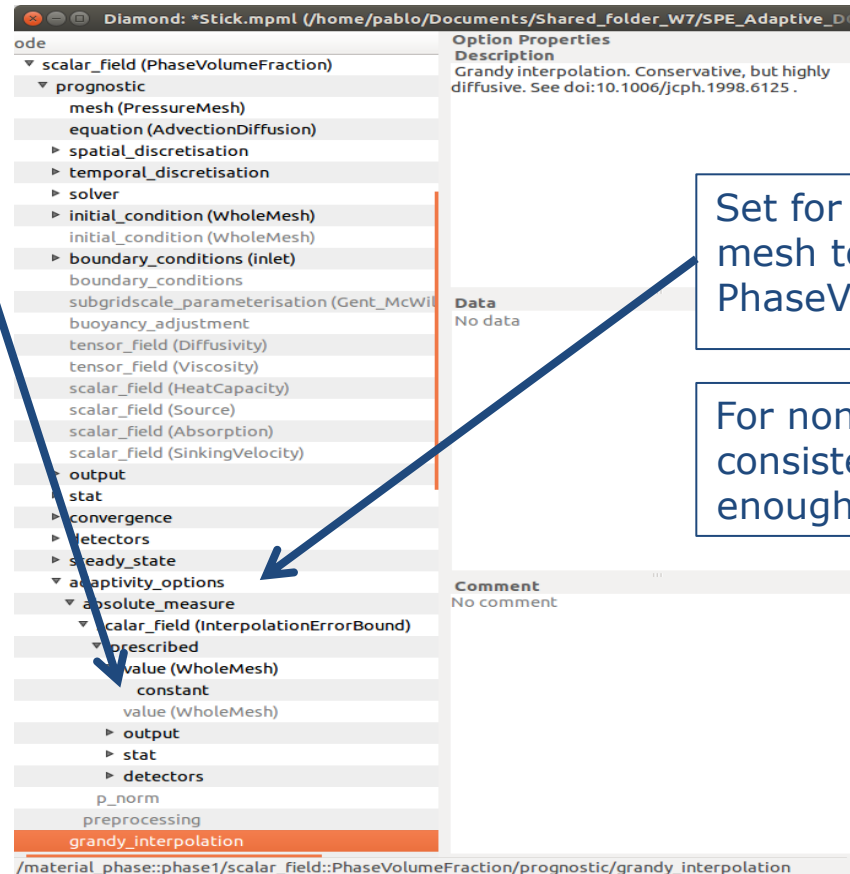 Diamond: *Stick.mpml (/home/pablo/Documents/Shared_folder_W7/SPE_Adaptive_D
ode
scalar_field (PhaseVolumeFraction)
prognostic
mesh (PressureMesh)
equation (AdvectionDiffusion)
spatial_discretisation
temporal_discretisation
solver
initial_condition (WholeMesh)
initial_condition (WholeMesh)
boundary_conditions (inlet)
boundary_conditions
subgridscale_parameterisation (Gent_McWil
buoyancy_adjustment
tensor_field (Diffusivity)
tensor_field (Viscosity)
scalar_field (HeatCapacity)
scalar_field (Source)
scalar_field (Absorption)
scalar_field (SinkingVelocity)
output
stat
convergence
detectors
steady_state
adaptivity_options
absolute_measure
scalar_field (InterpolationErrorBound)
prescribed
value (WholeMesh)
constant
value (WholeMesh)
output
stat
detectors
p_norm
preprocessing
grandy_interpolation
/material_phase::phase1/scalar_field::PhaseVolumeFraction/prognostic/grandy_interpolation
Option Properties
Description
Grandy interpolation. Conservative, but highly
diffusive. See doi:10.1006/jcph.1998.6125 .
Data
No data
Comment
No comment
Set for
mesh t
PhaseV
For non
consiste
enough